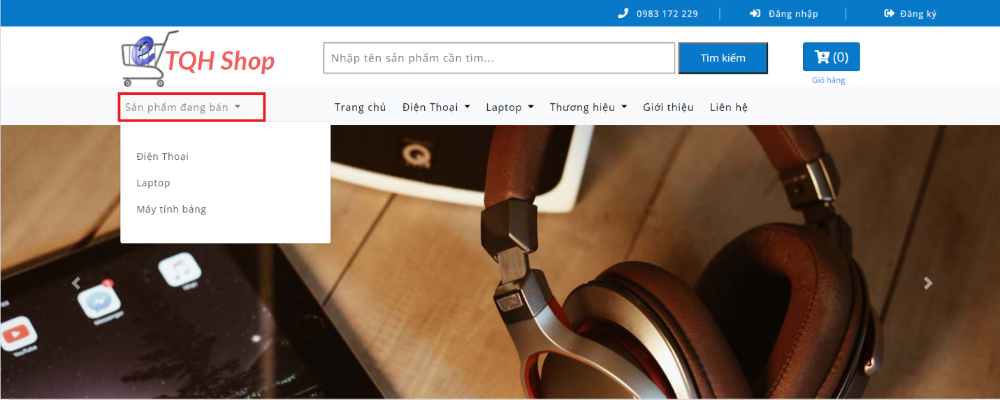 0983 172 229 Đăng nhập Đăng ký
TQH Shop
Nhập tên sản phẩm cần tìm...
Tìm kiếm
(0)
Giỏ hàng
Sản phẩm đang bán
Trang chủ Điện Thoại Laptop Thương hiệu Giới thiệu Liên hệ
Điện Thoại
Laptop
Máy tính bảng
Messenger
YouTube